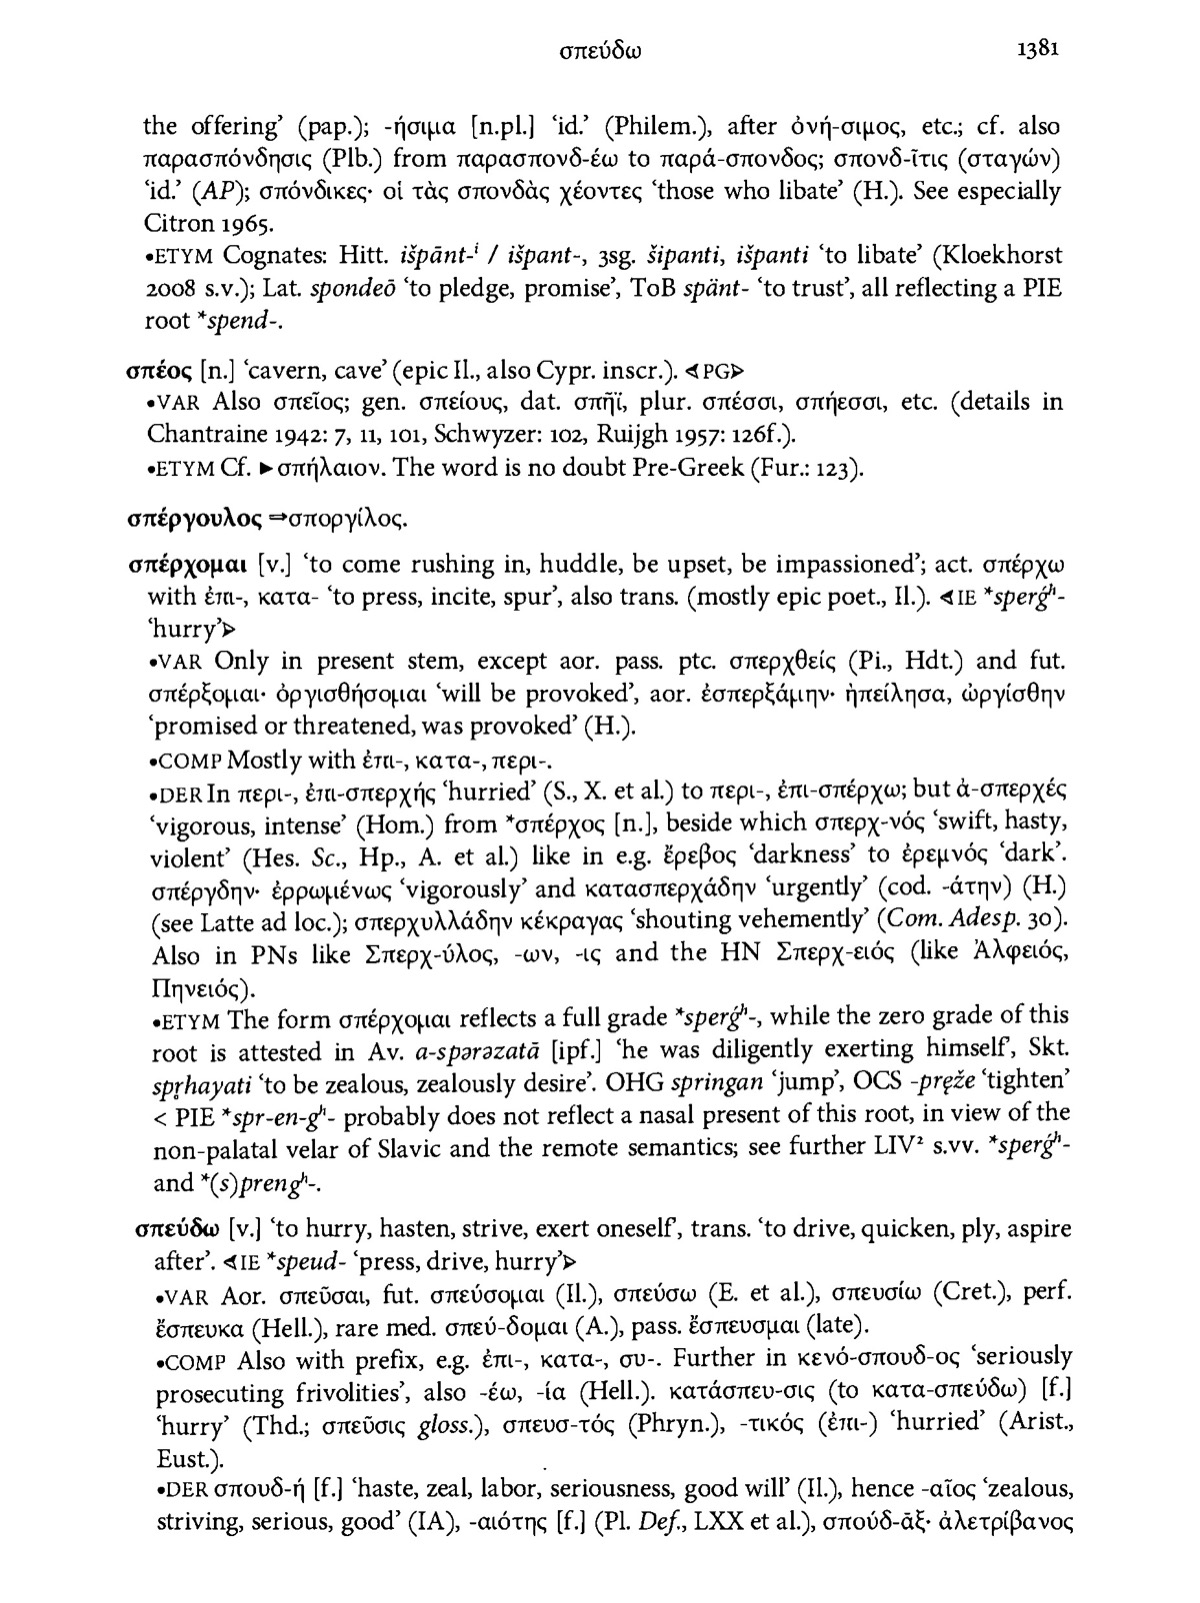 σπεύδω 1381
the offering’ (pap.); -ήσιμα [n.pl.] ‘id.’ (Philem.), after ὀνή-σιμος, etc.; cf. also
παρασπόνδησις (Plb.) from παρασπονδ-έω to παρά-σπονδος; σπονδ-ῖτις (σταγών)
‘id.’ (AP); σπόνδικες· οἱ τὰς σπονδὰς χέοντες ‘those who libate’ (H.). See especially
Citron 1965.
•ETYM Cognates: Hitt. išpānt-ⁱ / išpant-, 3sg. šipanti, išpanti ‘to libate’ (Kloekhorst
2008 s.v.); Lat. spondeō ‘to pledge, promise’, ToB spänt- ‘to trust’, all reflecting a PIE
root *spend-.
σπέος [n.] ‘cavern, cave’ (epic Il., also Cypr. inscr.). ⊲PG⊳
•VAR Also σπεῖος; gen. σπείους, dat. σπῆϊ, plur. σπέσσι, σπήεσσι, etc. (details in
Chantraine 1942: 7, 11, 101, Schwyzer: 102, Ruijgh 1957: 126f.).
•ETYM Cf. ►σπήλαιον. The word is no doubt Pre-Greek (Fur.: 123).
σπέργουλος ⇒σποργίλος.
σπέρχομαι [v.] ‘to come rushing in, huddle, be upset, be impassioned’; act. σπέρχω
with ἐπι-, κατα- ‘to press, incite, spur’, also trans. (mostly epic poet., Il.). ⊲IE *sperǵʰ-
‘hurry’⊳
•VAR Only in present stem, except aor. pass. ptc. σπερχθείς (Pi., Hdt.) and fut.
σπέρξομαι· ὀργισθήσομαι ‘will be provoked’, aor. ἐσπερξάμην· ἠπείλησα, ὠργίσθην
‘promised or threatened, was provoked’ (H.).
•COMP Mostly with ἐπι-, κατα-, περι-.
•DER In περι-, ἐπι-σπερχής ‘hurried’ (S., X. et al.) to περι-, ἐπι-σπέρχω; but ἀ-σπερχές
‘vigorous, intense’ (Hom.) from *σπέρχος [n.], beside which σπερχ-νός ‘swift, hasty,
violent’ (Hes. Sc., Hp., A. et al.) like in e.g. ἔρεβος ‘darkness’ to ἐρεμνός ‘dark’.
σπέργδην· ἐρρωμένως ‘vigorously’ and κατασπερχάδην ‘urgently’ (cod. -άτην) (H.)
(see Latte ad loc.); σπερχυλλάδην κέκραγας ‘shouting vehemently’ (Com. Adesp. 30).
Also in PNs like Σπερχ-ύλος, -ων, -ις and the HN Σπερχ-ειός (like Ἀλφειός,
Πηνειός).
•ETYM The form σπέρχομαι reflects a full grade *sperǵʰ-, while the zero grade of this
root is attested in Av. a-spərəzatā [ipf.] ‘he was diligently exerting himself’, Skt.
spr̥hayati ‘to be zealous, zealously desire’. OHG springan ‘jump’, OCS -pręže ‘tighten’
< PIE *spr-en-gʰ- probably does not reflect a nasal present of this root, in view of the
non-palatal velar of Slavic and the remote semantics; see further LIV² s.vv. *sperǵʰ-
and *(s)prengʰ-.
σπεύδω [v.] ‘to hurry, hasten, strive, exert oneself’, trans. ‘to drive, quicken, ply, aspire
after’. ⊲IE *speud- ‘press, drive, hurry’⊳
•VAR Aor. σπεῦσαι, fut. σπεύσομαι (Il.), σπεύσω (E. et al.), σπευσίω (Cret.), perf.
ἔσπευκα (Hell.), rare med. σπεύ-δομαι (A.), pass. ἔσπευσμαι (late).
•COMP Also with prefix, e.g. ἐπι-, κατα-, συ-. Further in κενό-σπουδ-ος ‘seriously
prosecuting frivolities’, also -έω, -ία (Hell.). κατάσπευ-σις (to κατα-σπεύδω) [f.]
‘hurry’ (Thd.; σπεῦσις gloss.), σπευσ-τός (Phryn.), -τικός (ἐπι-) ‘hurried’ (Arist.,
Eust.).
•DER σπουδ-ή [f.] ‘haste, zeal, labor, seriousness, good will’ (Il.), hence -αῖος ‘zealous,
striving, serious, good’ (IA), -αιότης [f.] (Pl. Def., LXX et al.), σπούδ-ᾱξ· ἀλετρίβανος